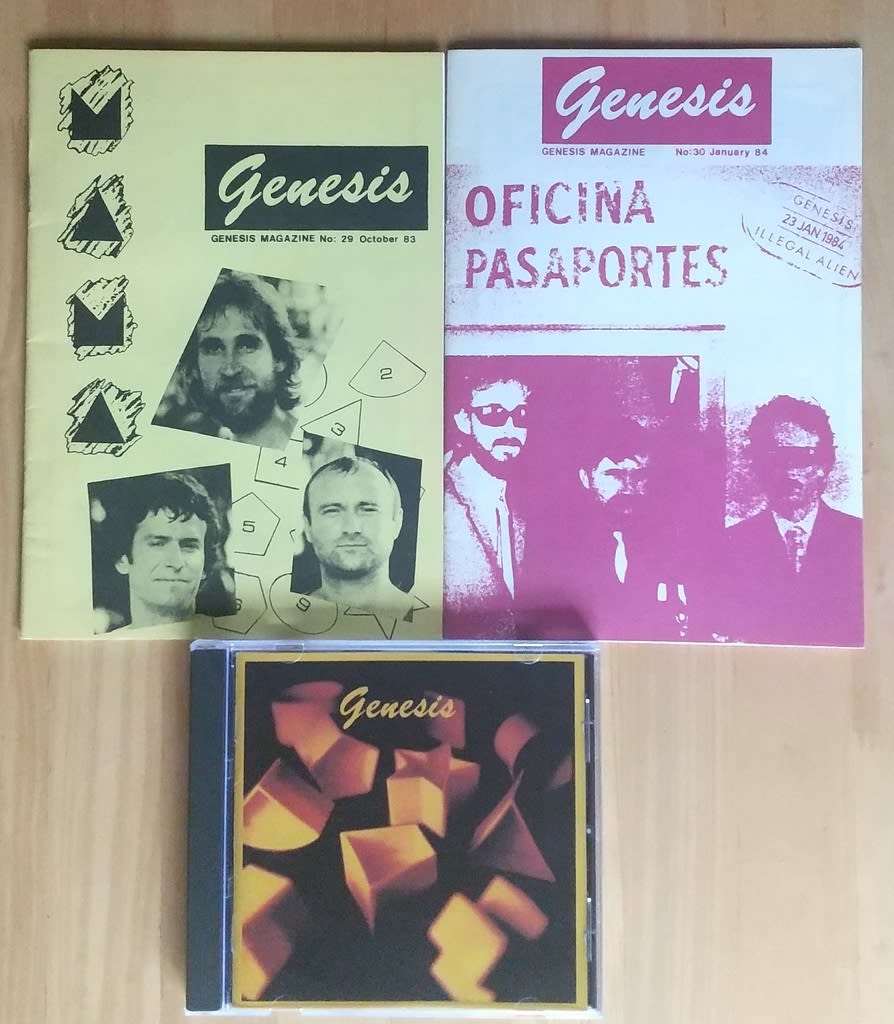 M
A
M
A
Genesis
GENESIS MAGAZINE No: 29 October 83
2
3
4
5
9
Genesis
GENESIS MAGAZINE No:30 January 84
OFICINA
PASAPORTES
GENESIS
23 JAN 1984
ILLEGAL ALIEN
Genesis